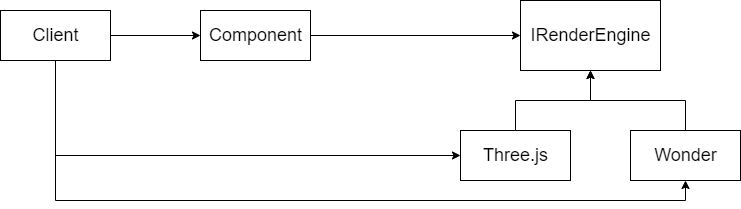 Client
Component
IRenderEngine
Three.js
Wonder